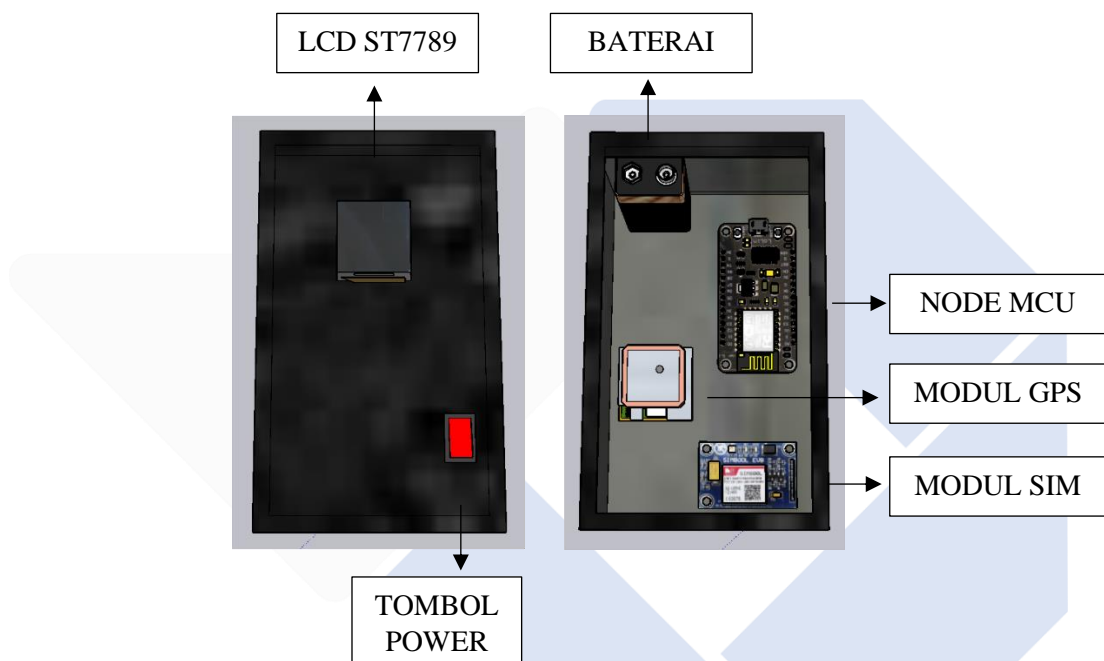 LCD ST7789
BATERAI
NODE MCU
MODUL GPS
MODUL SIM
TOMBOL
POWER